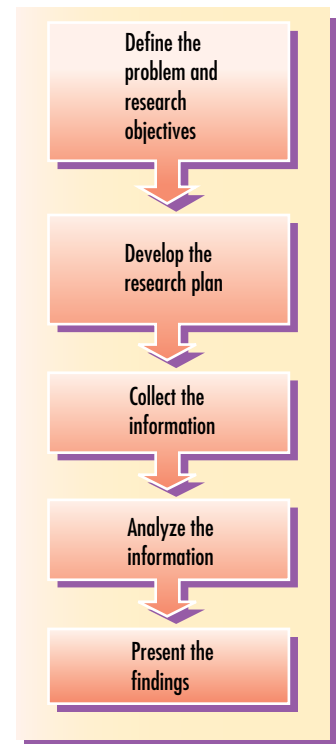 Define the
problem and
research
objectives
Develop the
research plan
Collect the
information
Analyze the
information
Present the
findings